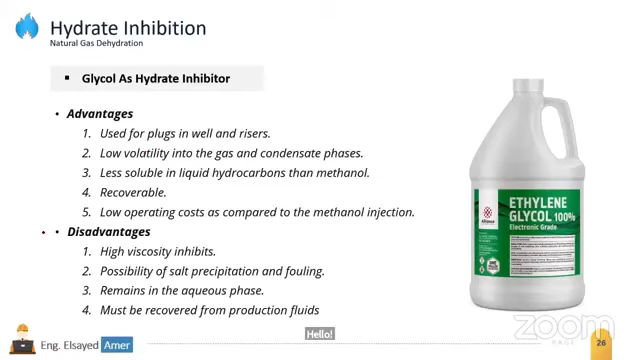 Hydrate Inhibition
Natural Gas Dehydration
▪ Glycol As Hydrate Inhibitor
• Advantages
1. Used for plugs in well and risers.
2. Low volatility into the gas and condensate phases.
3. Less soluble in liquid hydrocarbons than methanol.
4. Recoverable.
5. Low operating costs as compared to the methanol injection.
• Disadvantages
1. High viscosity inhibits.
2. Possibility of salt precipitation and fouling.
3. Remains in the aqueous phase.
4. Must be recovered from production fluids
ETHYLENE
GLYCOL 100%
Electronic Grade
Alliance
Hello!
zoom
PAGE
26
Eng. Elsayed Amer